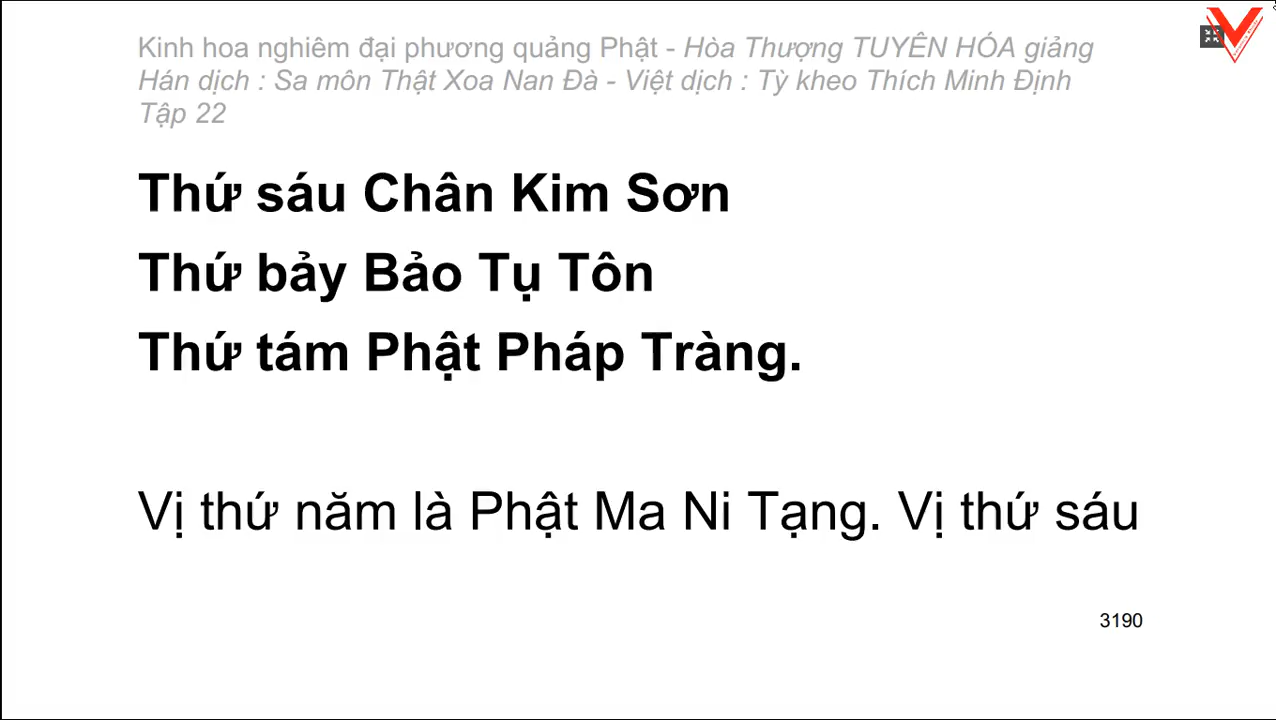 Kinh hoa nghiêm đại phương quảng Phật - Hòa Thượng TUYÊN HÓA giảng
Hán dịch : Sa môn Thật Xoa Nan Đà - Việt dịch : Tỳ kheo Thích Minh Định
Tập 22
Thứ sáu Chân Kim Sơn
Thứ bảy Bảo Tụ Tôn
Thứ tám Phật Pháp Tràng.
Vị thứ năm là Phật Ma Ni Tạng. Vị thứ sáu
3190